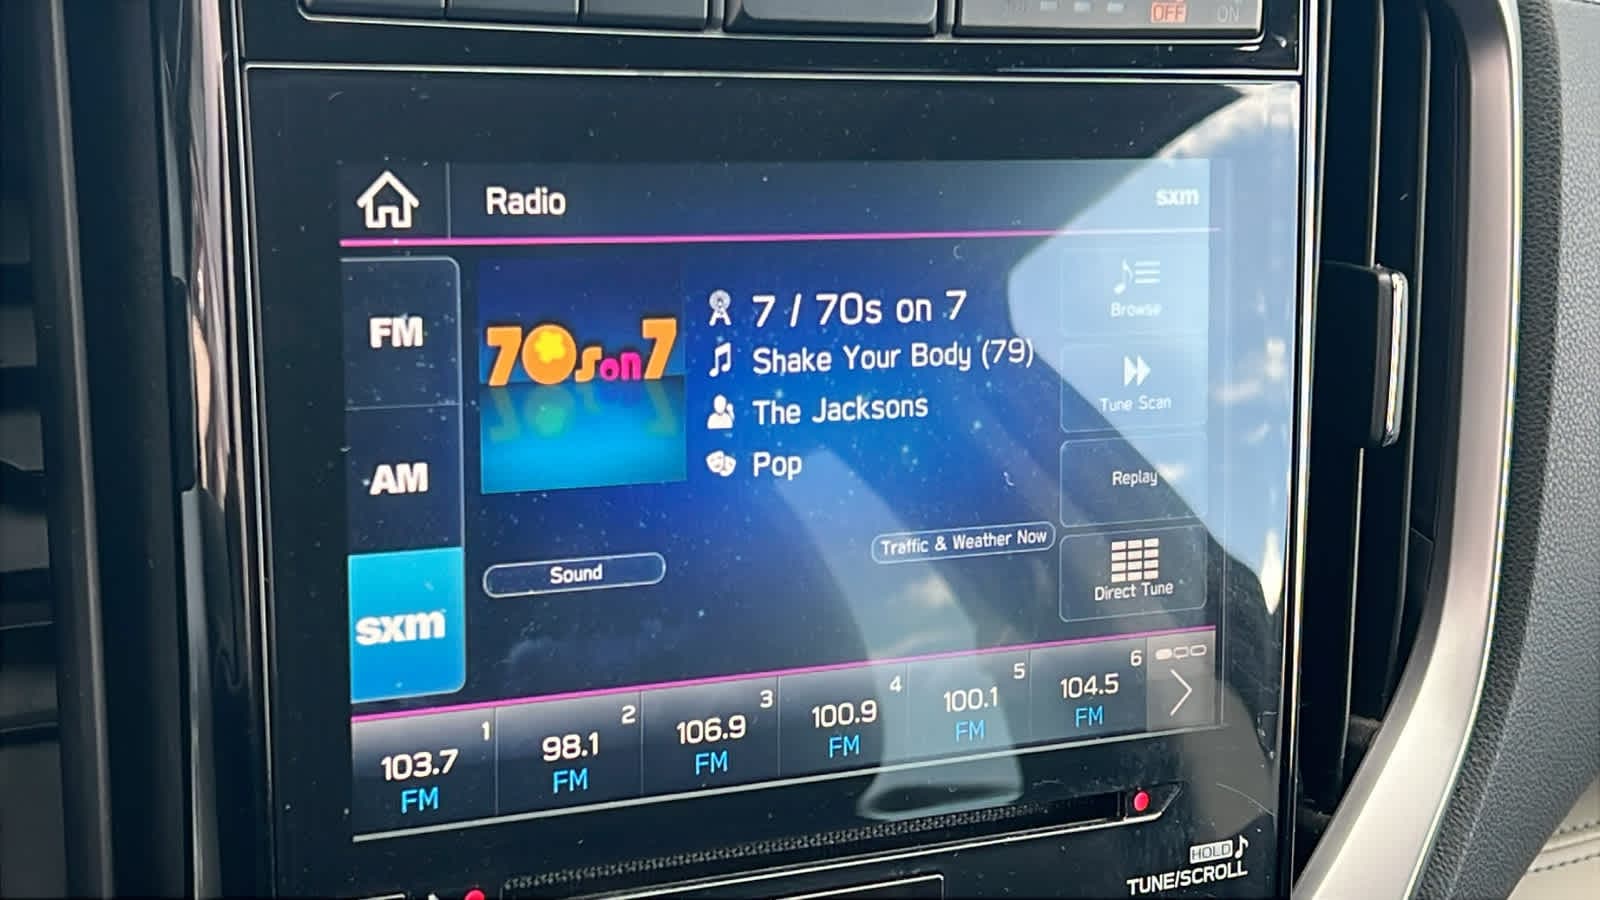 OFF ON
Radio
sxm
FM
AM
sxm
70s on 7
7 / 70s on 7
Shake Your Body (79)
The Jacksons
Pop
Browse
Tune Scan
Replay
Direct Tune
Sound
Traffic & Weather Now
1 2 3 4 5 6
103.7 98.1 106.9 100.9 100.1 104.5
FM FM FM FM FM FM
HOLD
TUNE/SCROLL